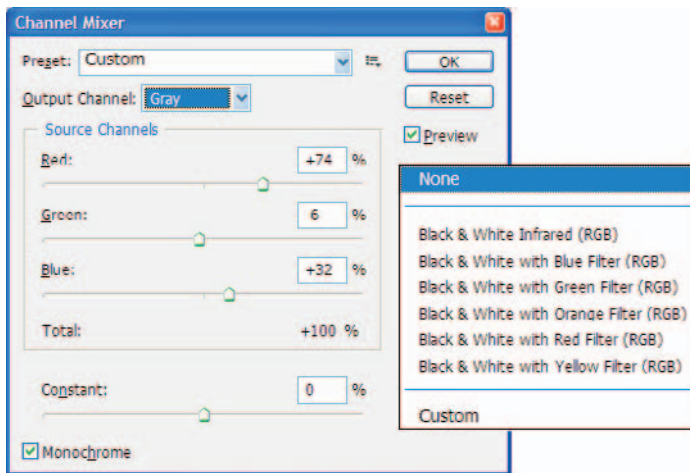 Channel Mixer
Preset: Custom
OK
Output Channel: Gray
Reset
Source Channels
Preview
Red: +74 %
Green: 6 %
Blue: +32 %
Total: +100 %
Constant: 0 %
Monochrome
None
Black & White Infrared (RGB)
Black & White with Blue Filter (RGB)
Black & White with Green Filter (RGB)
Black & White with Orange Filter (RGB)
Black & White with Red Filter (RGB)
Black & White with Yellow Filter (RGB)
Custom